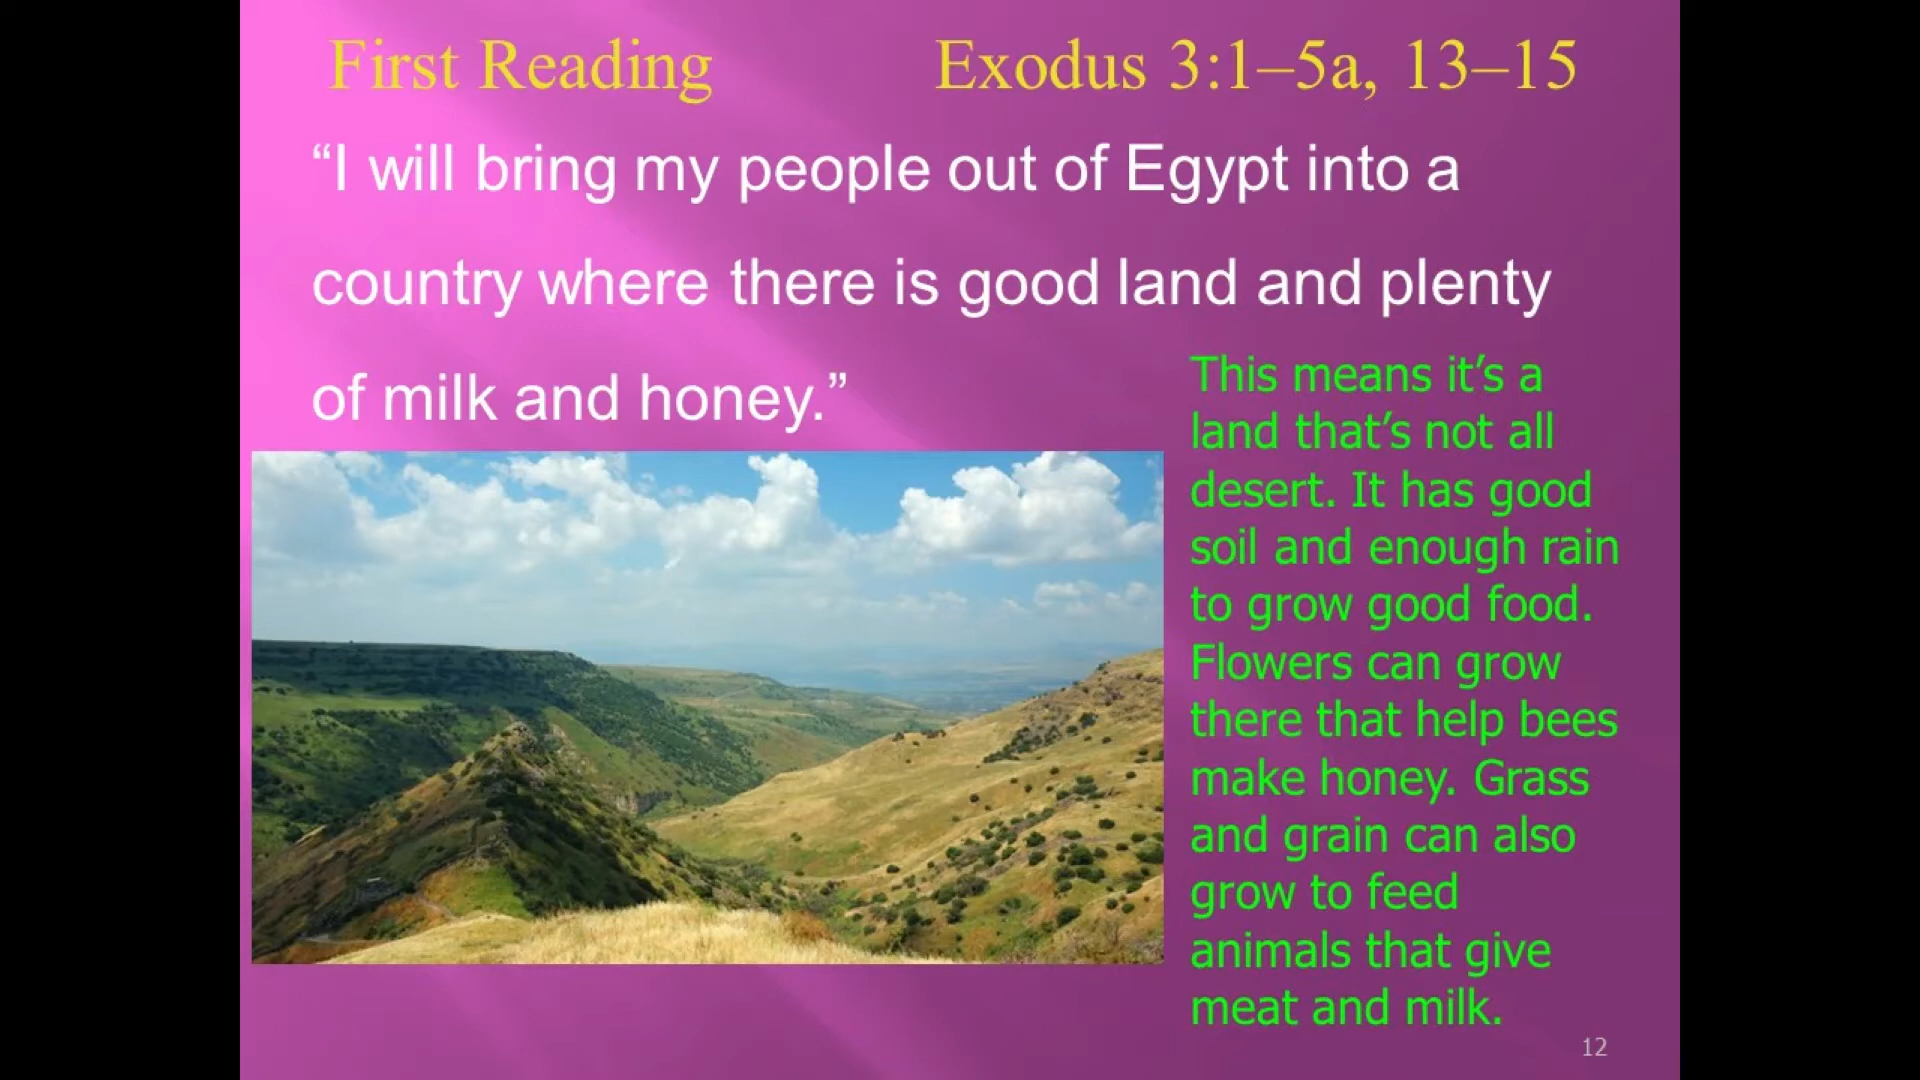 First Reading Exodus 3:1–5a, 13–15
“I will bring my people out of Egypt into a
country where there is good land and plenty
of milk and honey.”
This means it’s a
land that’s not all
desert. It has good
soil and enough rain
to grow good food.
Flowers can grow
there that help bees
make honey. Grass
and grain can also
grow to feed
animals that give
meat and milk.
12